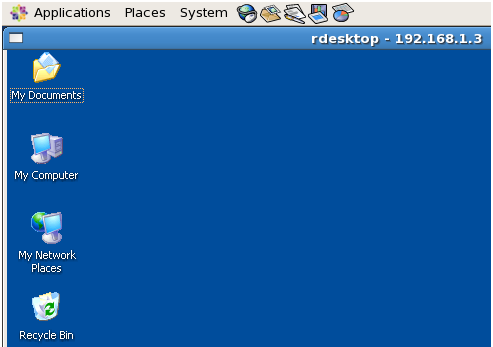 Applications Places System
rdesktop - 192.168.1.3
My Documents
My Computer
My Network
Places
Recycle Bin